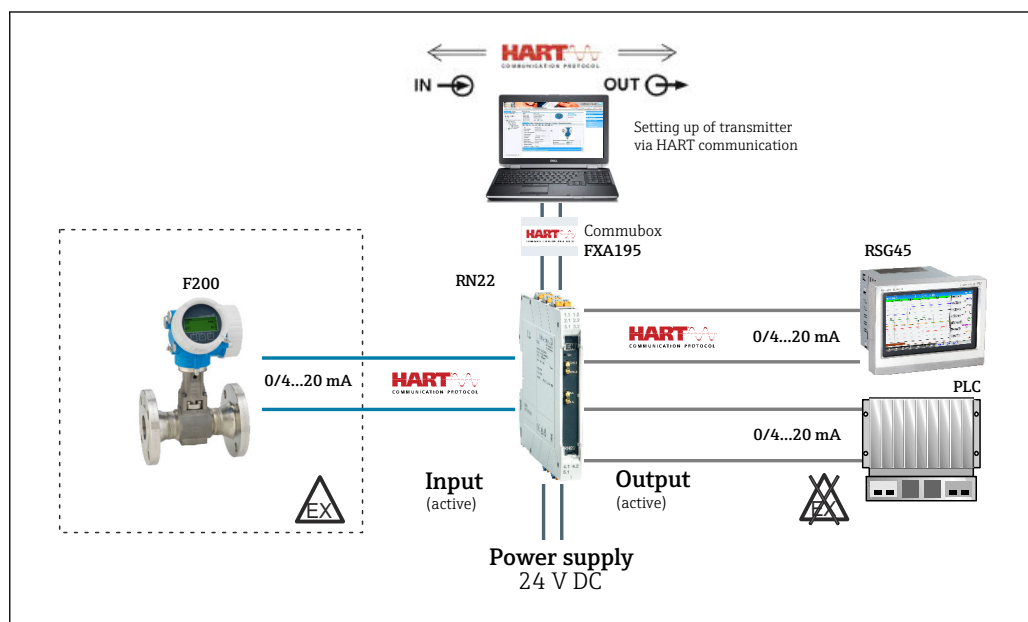 HART
COMMUNICATION PROTOCOL
IN
OUT
Setting up of transmitter
via HART communication
HART
Commubox
FXA195
F200
RN22
RSG45
HART
COMMUNICATION PROTOCOL
0/4...20 mA
0/4...20 mA
HART
COMMUNICATION PROTOCOL
PLC
0/4...20 mA
Input
(active)
Output
(active)
EX
EX
Power supply
24 V DC